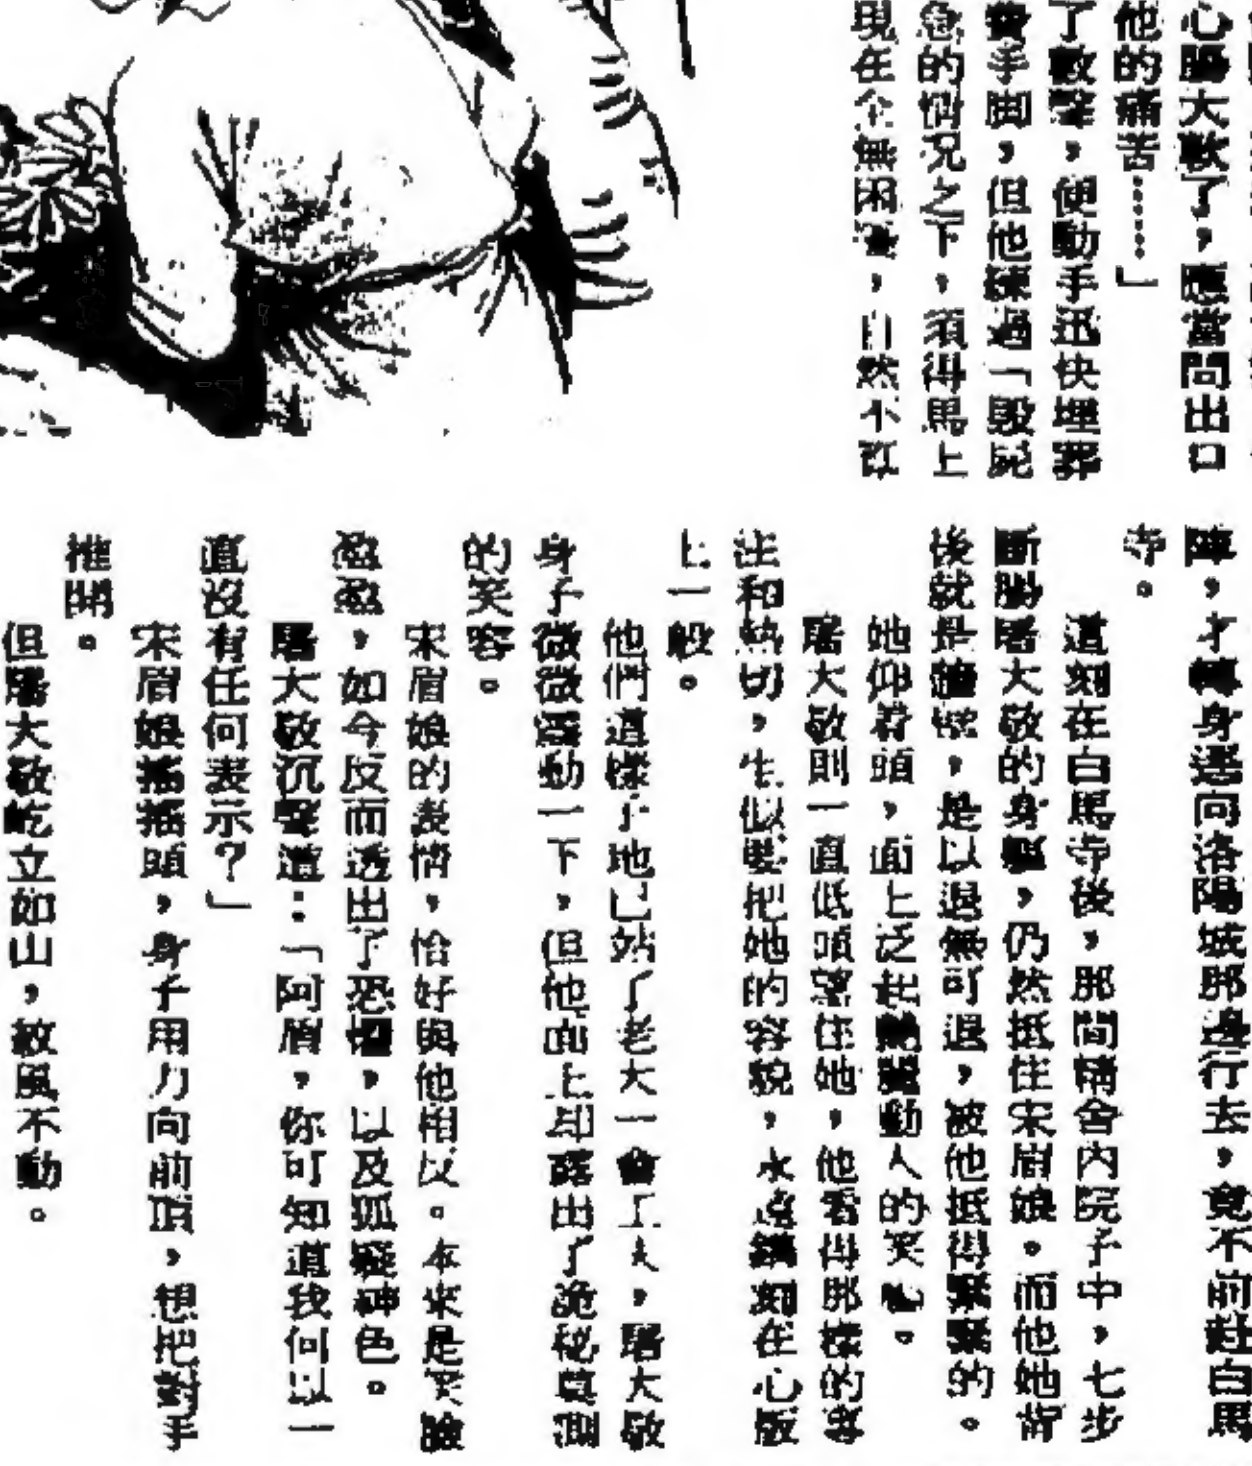 心腸大軟了，應當問出口
他的痛苦……」
了數聲，便動手迅快埋葬
費手脚，但他練過「毀屍
急的情况之下，須得馬上
現在全無困難，自然不致
陣，才轉身邁向洛陽城那邊行去，竟不前赴白馬
寺。
這刻在白馬寺後，那間精舍內院子中，七步
斷腸屠大敬的身軀，仍然抵住宋眉娘。而他她背
後就是牆壁，是以退無可退，被他抵得緊緊的。
她仰着頭，面上泛起艷麗動人的笑靨。
屠大敬則一直低頭望住她，他看得那樣的專
注和熱切，生似要把她的容貌，永遠鐫刻在心版
上一般。
他們這樣子地已站了老大一會工夫，屠大敬
身子微微震動一下，但他面上却露出了詭秘莫測
的笑容。
宋眉娘的表情，恰好與他相反。本來是笑臉
盈盈，如今反而透出了恐懼，以及狐疑神色。
屠大敬沉聲道：「阿眉，你可知道我何以一
直沒有任何表示？」
宋眉娘搖搖頭，身子用力向前頂，想把對手
推開。
但屠大敬屹立如山，紋風不動。